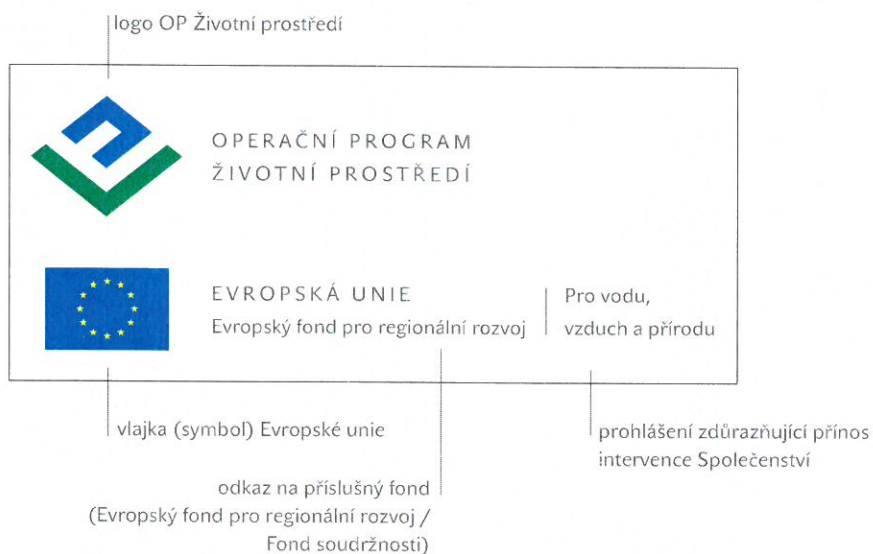 logo OP Životní prostředí
OPERAČNÍ PROGRAM
ŽIVOTNÍ PROSTŘEDÍ
EVROPSKÁ UNIE
Evropský fond pro regionální rozvoj
Pro vodu,
vzduch a přírodu
vlajka (symbol) Evropské unie
prohlášení zdůrazňující přínos
intervence Společenství
odkaz na příslušný fond
(Evropský fond pro regionální rozvoj /
Fond soudržnosti)